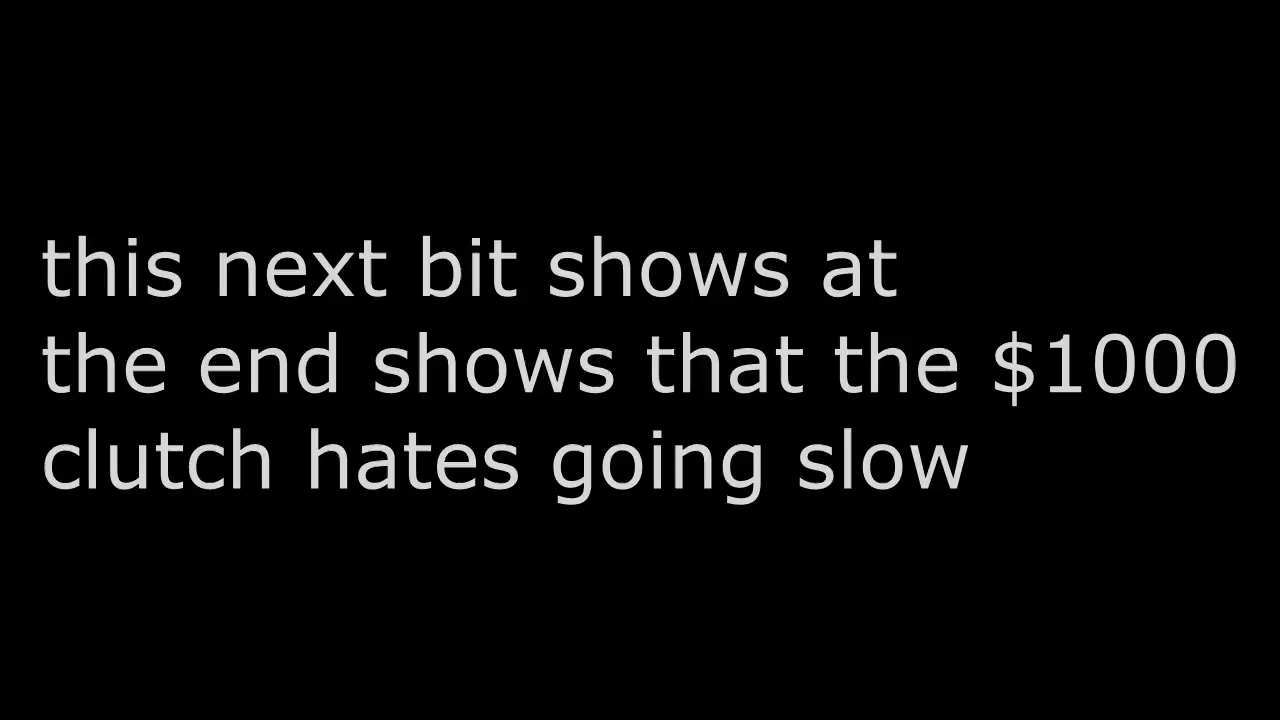 this next bit shows at
the end shows that the $1000
clutch hates going slow